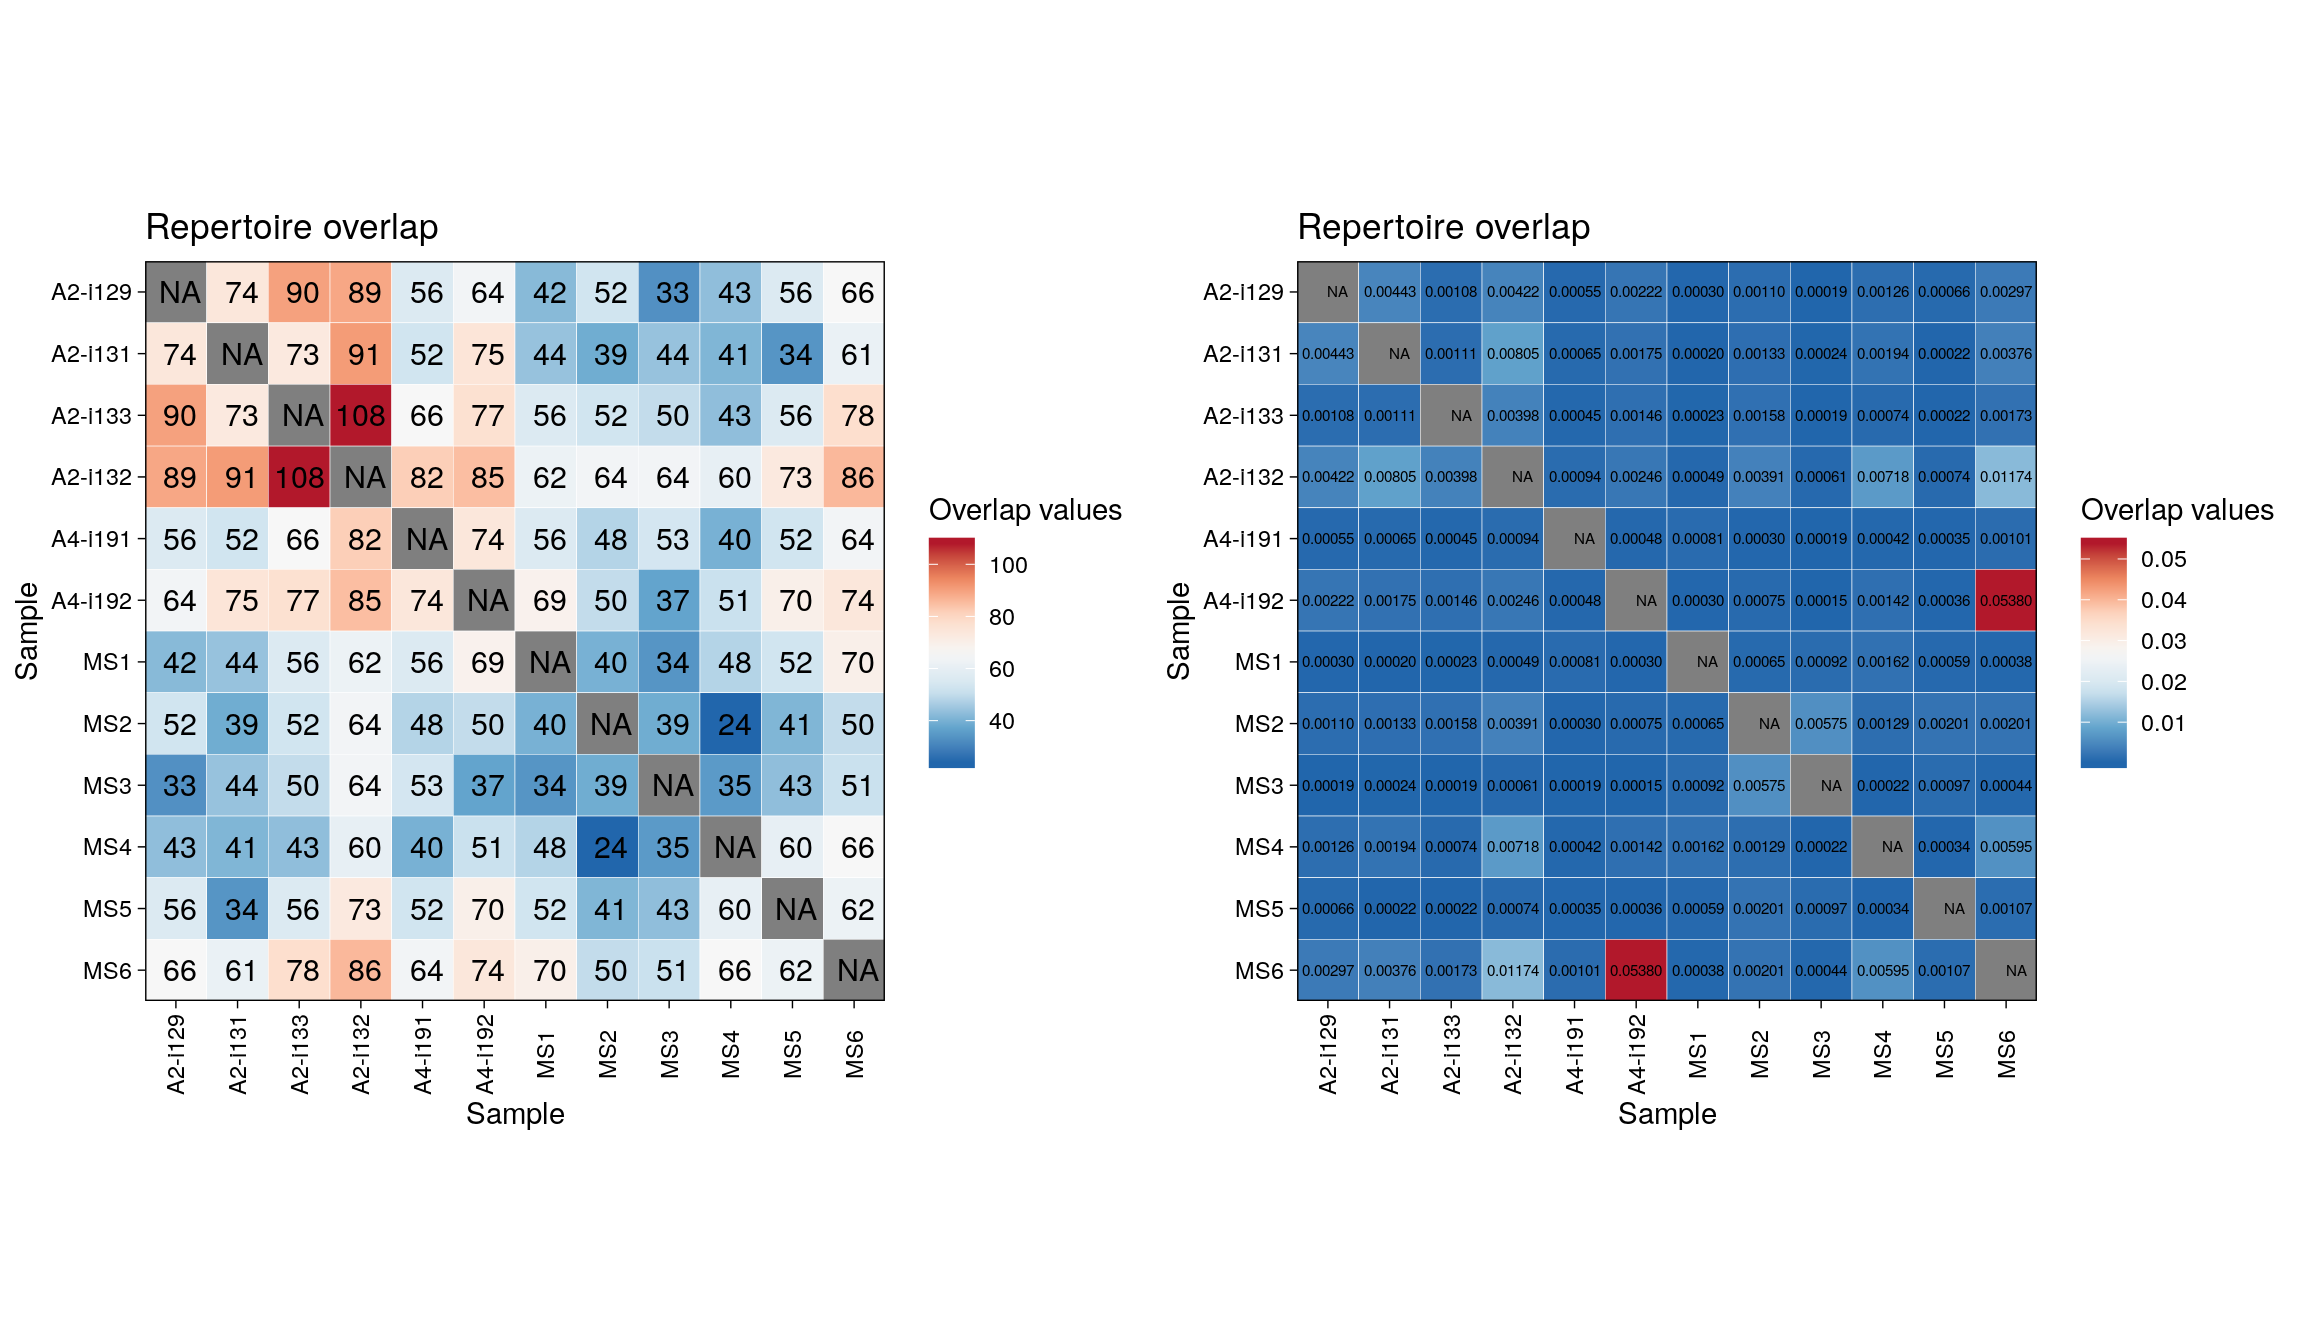 Repertoire overlap
A2-i129 NA 74 90 89 56 64 42 52 33 43 56 66
A2-i131 74 NA 73 91 52 75 44 39 44 41 34 61
A2-i133 90 73 NA 108 66 77 56 52 50 43 56 78
A2-i132 89 91 108 NA 82 85 62 64 64 60 73 86
A4-i191 56 52 66 82 NA 74 56 48 53 40 52 64
A4-i192 64 75 77 85 74 NA 69 50 37 51 70 74
MS1 42 44 56 62 56 69 NA 40 34 48 52 70
MS2 52 39 52 64 48 50 40 NA 39 24 41 50
MS3 33 44 50 64 53 37 34 39 NA 35 43 51
MS4 43 41 43 60 40 51 48 24 35 NA 60 66
MS5 56 34 56 73 52 70 52 41 43 60 NA 62
MS6 66 61 78 86 64 74 70 50 51 66 62 NA
A2-i129 A2-i131 A2-i133 A2-i132 A4-i191 A4-i192 MS1 MS2 MS3 MS4 MS5 MS6
Sample
Sample
Overlap values
100
80
60
40
Repertoire overlap
A2-i129 NA 0.00443 0.00108 0.00422 0.00055 0.00222 0.00030 0.00110 0.00019 0.00126 0.00066 0.00297
A2-i131 0.00443 NA 0.00111 0.00805 0.00065 0.00175 0.00020 0.00133 0.00024 0.00194 0.00022 0.00376
A2-i133 0.00108 0.00111 NA 0.00398 0.00045 0.00146 0.00023 0.00158 0.00019 0.00074 0.00022 0.00173
A2-i132 0.00422 0.00805 0.00398 NA 0.00094 0.00246 0.00049 0.00391 0.00061 0.00718 0.00074 0.01174
A4-i191 0.00055 0.00065 0.00045 0.00094 NA 0.00048 0.00081 0.00030 0.00019 0.00042 0.00035 0.00101
A4-i192 0.00222 0.00175 0.00146 0.00246 0.00048 NA 0.00030 0.00075 0.00015 0.00142 0.00036 0.05380
MS1 0.00030 0.00020 0.00023 0.00049 0.00081 0.00030 NA 0.00065 0.00092 0.00162 0.00059 0.00038
MS2 0.00110 0.00133 0.00158 0.00391 0.00030 0.00075 0.00065 NA 0.00575 0.00129 0.00201 0.00201
MS3 0.00019 0.00024 0.00019 0.00061 0.00019 0.00015 0.00092 0.00575 NA 0.00022 0.00097 0.00044
MS4 0.00126 0.00194 0.00074 0.00718 0.00042 0.00142 0.00162 0.00129 0.00022 NA 0.00034 0.00595
MS5 0.00066 0.00022 0.00022 0.00074 0.00035 0.00036 0.00059 0.00201 0.00097 0.00034 NA 0.00107
MS6 0.00297 0.00376 0.00173 0.01174 0.00101 0.05380 0.00038 0.00201 0.00044 0.00595 0.00107 NA
A2-i129 A2-i131 A2-i133 A2-i132 A4-i191 A4-i192 MS1 MS2 MS3 MS4 MS5 MS6
Sample
Sample
Overlap values
0.05
0.04
0.03
0.02
0.01